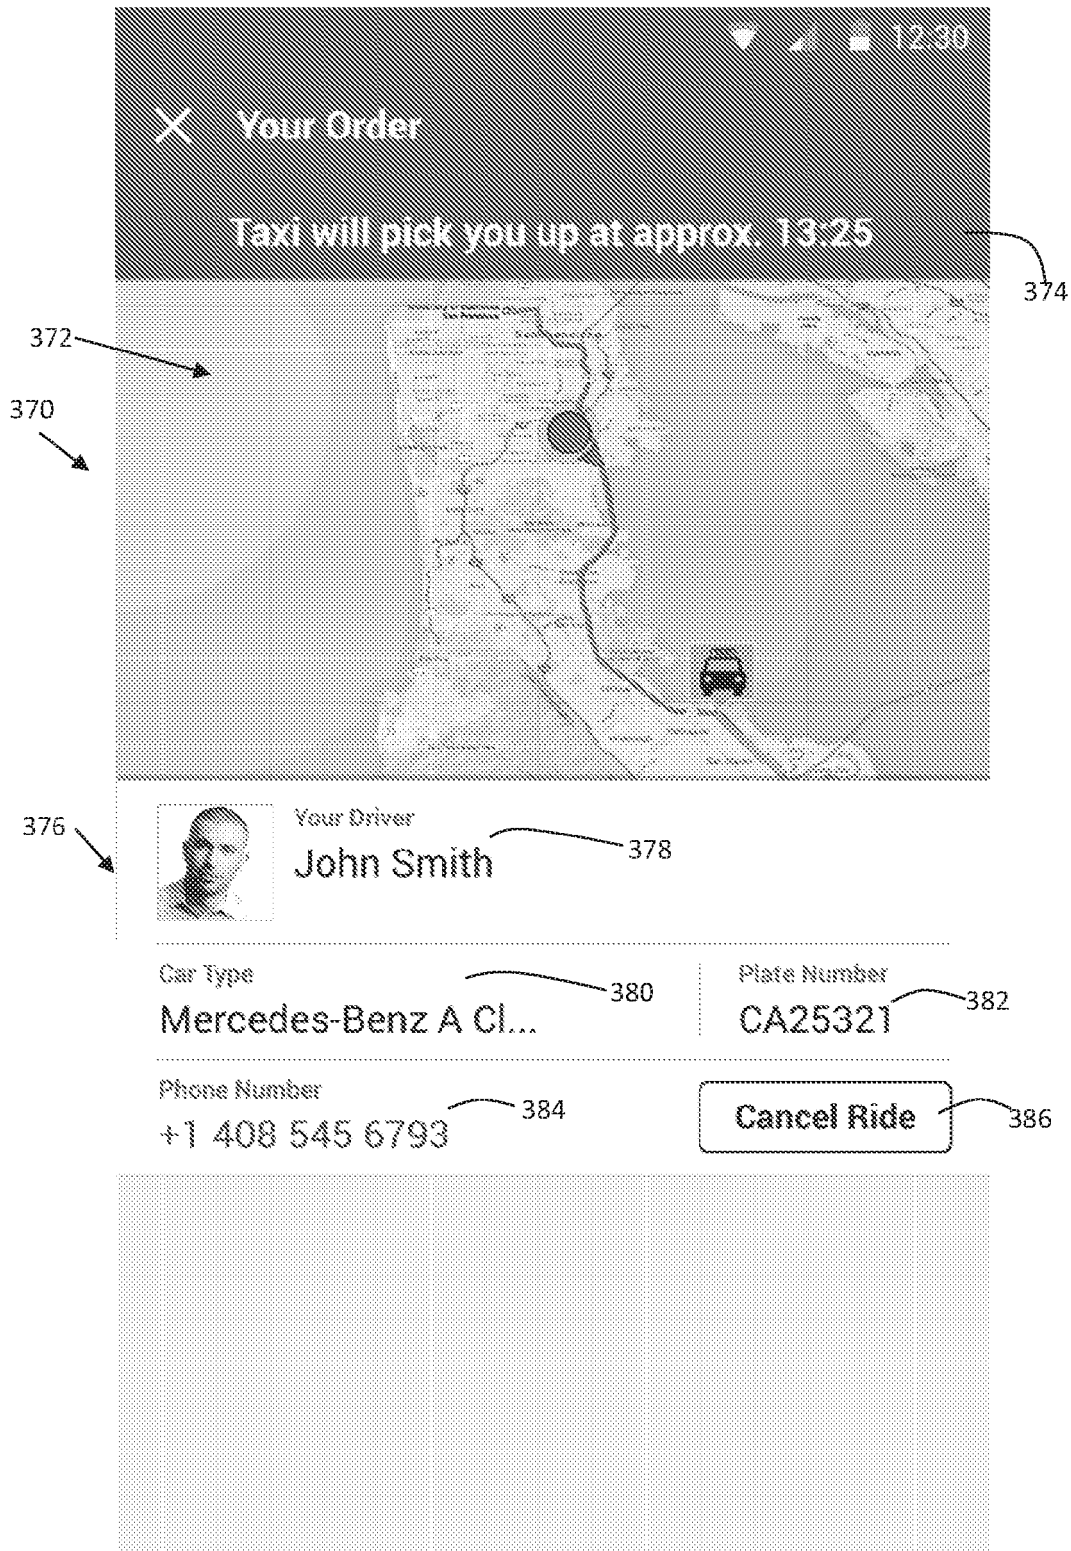 12:30
Your Order
Taxi will pick you up at approx. 13:25
374
372
370
376
Your Driver
John Smith
378
Car Type
380
Mercedes-Benz A Cl...
Plate Number
382
CA25321
Phone Number
384
+1 408 545 6793
Cancel Ride
386